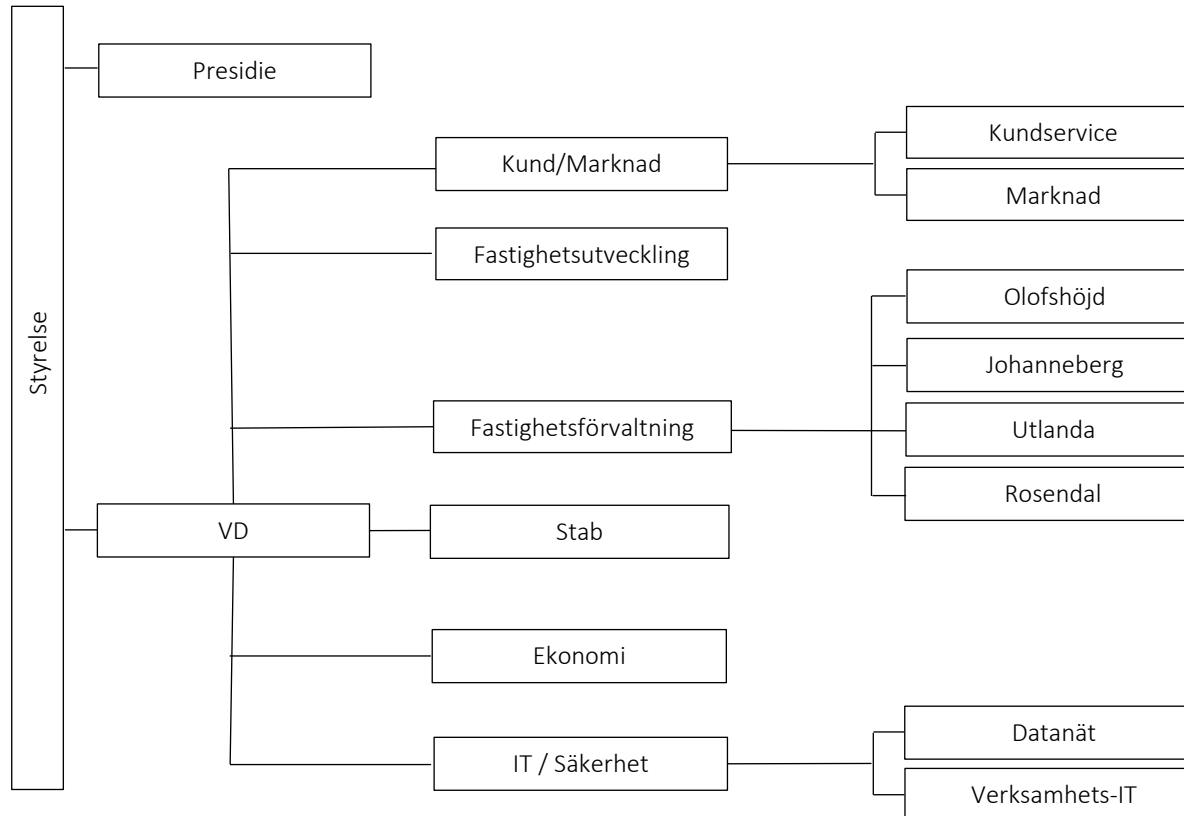 Styrelse
Presidie
VD
Kund/Marknad
Fastighetsutveckling
Fastighetsförvaltning
Stab
Ekonomi
IT / Säkerhet
Kundservice
Marknad
Olofshöjd
Johanneberg
Utlanda
Rosendal
Datanät
Verksamhets-IT